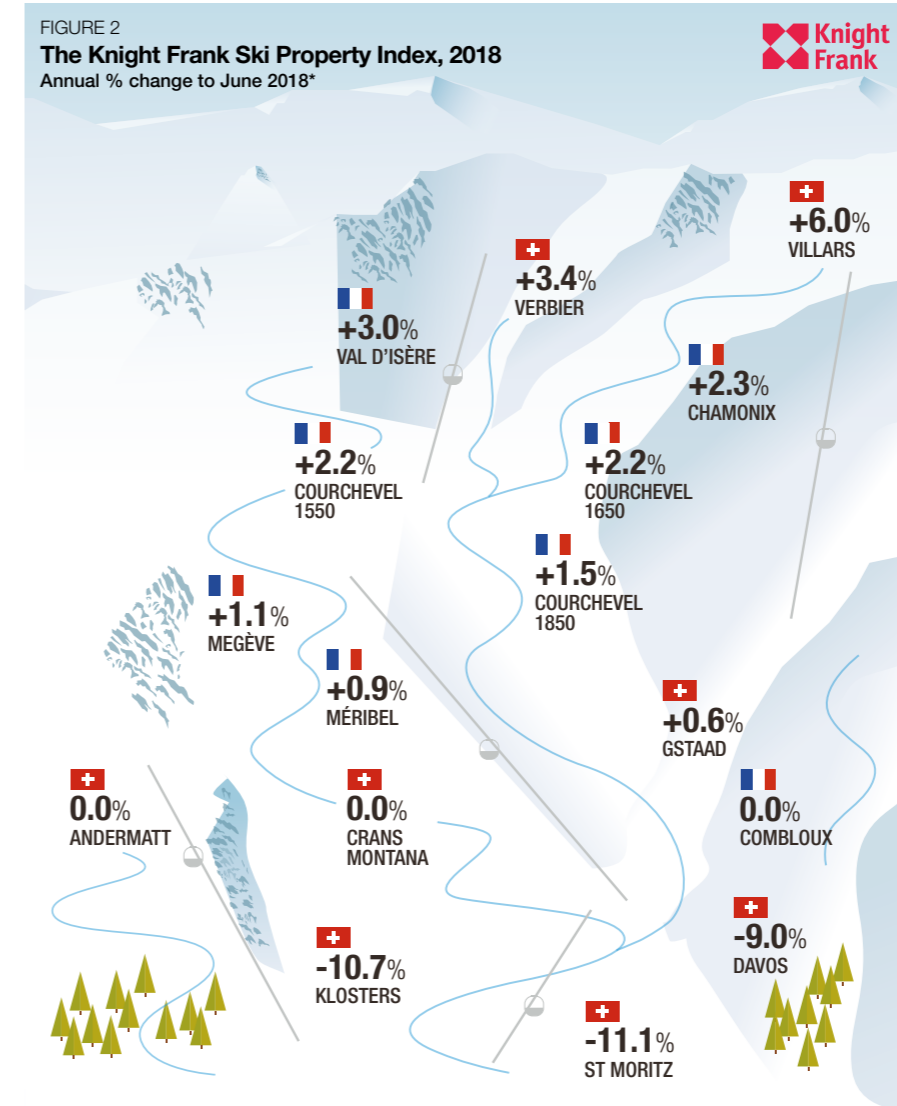 FIGURE 2
The Knight Frank Ski Property Index, 2018
Annual % change to June 2018*
Knight
Frank
+6.0%
VILLARS
+3.4%
VERBIER
+3.0%
VAL D’ISÈRE
+2.3%
CHAMONIX
+2.2%
COURCHEVEL
1550
+2.2%
COURCHEVEL
1650
+1.5%
COURCHEVEL
1850
+1.1%
MEGÈVE
+0.9%
MÉRIBEL
+0.6%
GSTAAD
0.0%
ANDERMATT
0.0%
CRANS
MONTANA
0.0%
COMBLOUX
-9.0%
DAVOS
-10.7%
KLOSTERS
-11.1%
ST MORITZ